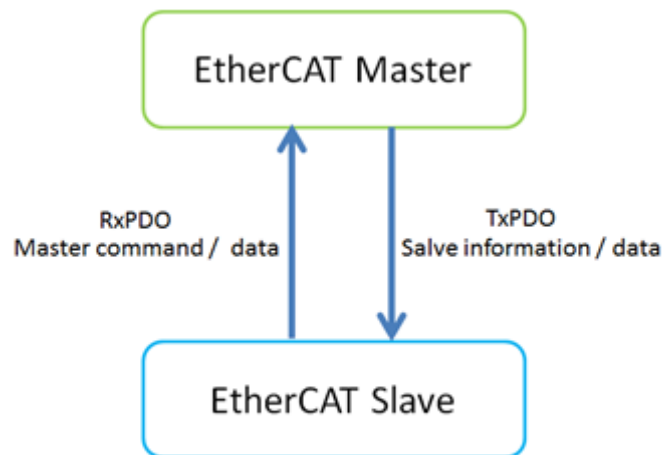 EtherCAT Master
RxPDO
Master command / data
TxPDO
Salve information / data
EtherCAT Slave